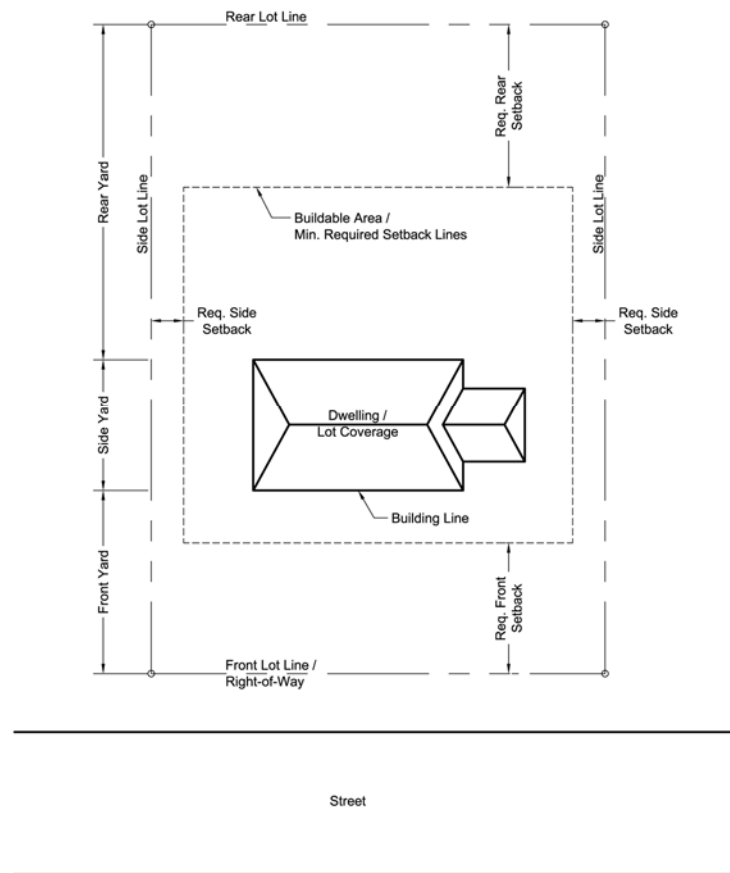 Rear Lot Line
Req. Rear
Setback
Rear Yard
Side Lot Line
Side Lot Line
Buildable Area /
Min. Required Setback Lines
Req. Side
Setback
Req. Side
Setback
Side Yard
Dwelling /
Lot Coverage
Building Line
Front Yard
Req. Front
Setback
Front Lot Line /
Right-of-Way
Street